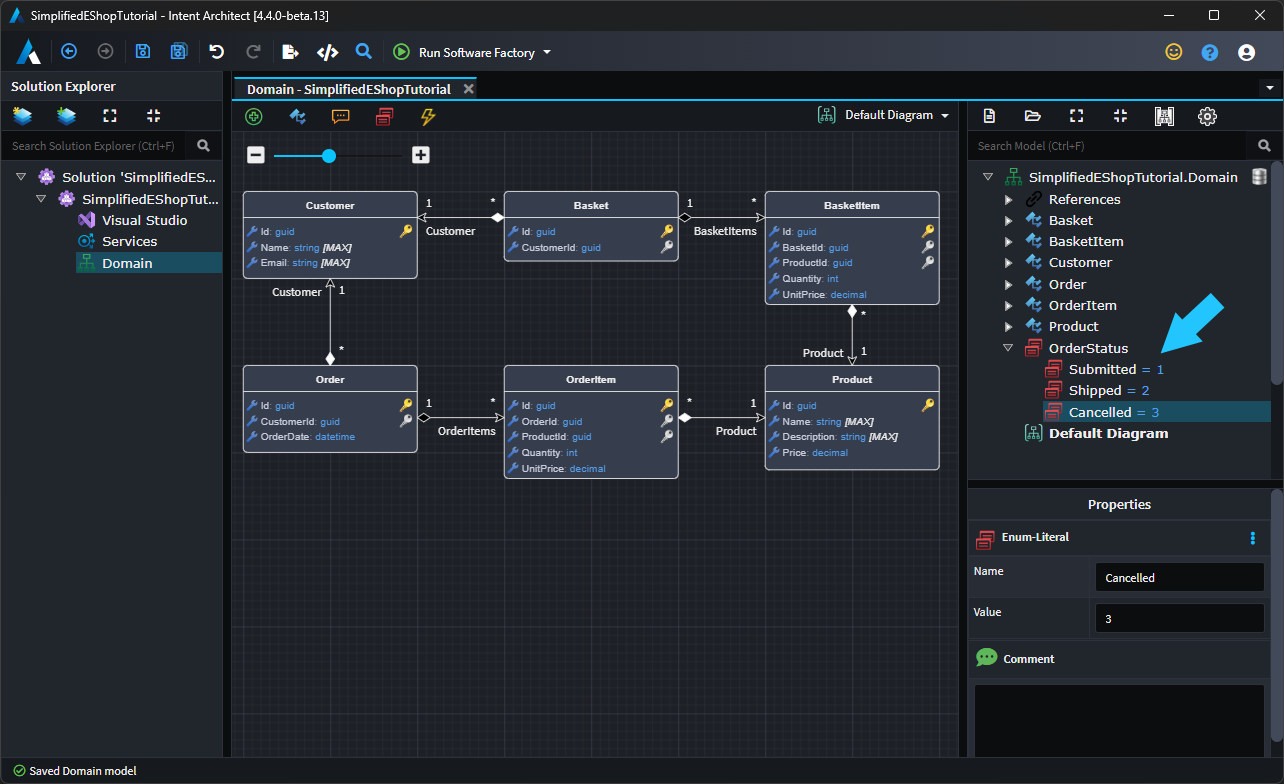 SimplifiedEShopTutorial - Intent Architect [4.4.0-beta.13]
Run Software Factory
Solution Explorer
Search Solution Explorer (Ctrl+F)
Solution 'SimplifiedES...
SimplifiedEShopTut...
Visual Studio
Services
Domain
Domain - SimplifiedEShopTutorial
Default Diagram
Customer
Id: guid
Name: string [MAX]
Email: string [MAX]
1
*
Customer
Basket
Id: guid
CustomerId: guid
1
*
BasketItems
BasketItem
Id: guid
BasketId: guid
ProductId: guid
Quantity: int
UnitPrice: decimal
Customer
1
*
*
Product
1
Order
Id: guid
CustomerId: guid
OrderDate: datetime
1
*
OrderItems
OrderItem
Id: guid
OrderId: guid
ProductId: guid
Quantity: int
UnitPrice: decimal
*
1
Product
Product
Id: guid
Name: string [MAX]
Description: string [MAX]
Price: decimal
Search Model (Ctrl+F)
SimplifiedEShopTutorial.Domain
References
Basket
BasketItem
Customer
Order
OrderItem
Product
OrderStatus
Submitted = 1
Shipped = 2
Cancelled = 3
Default Diagram
Properties
Enum-Literal
Name
Cancelled
Value
3
Comment
Saved Domain model